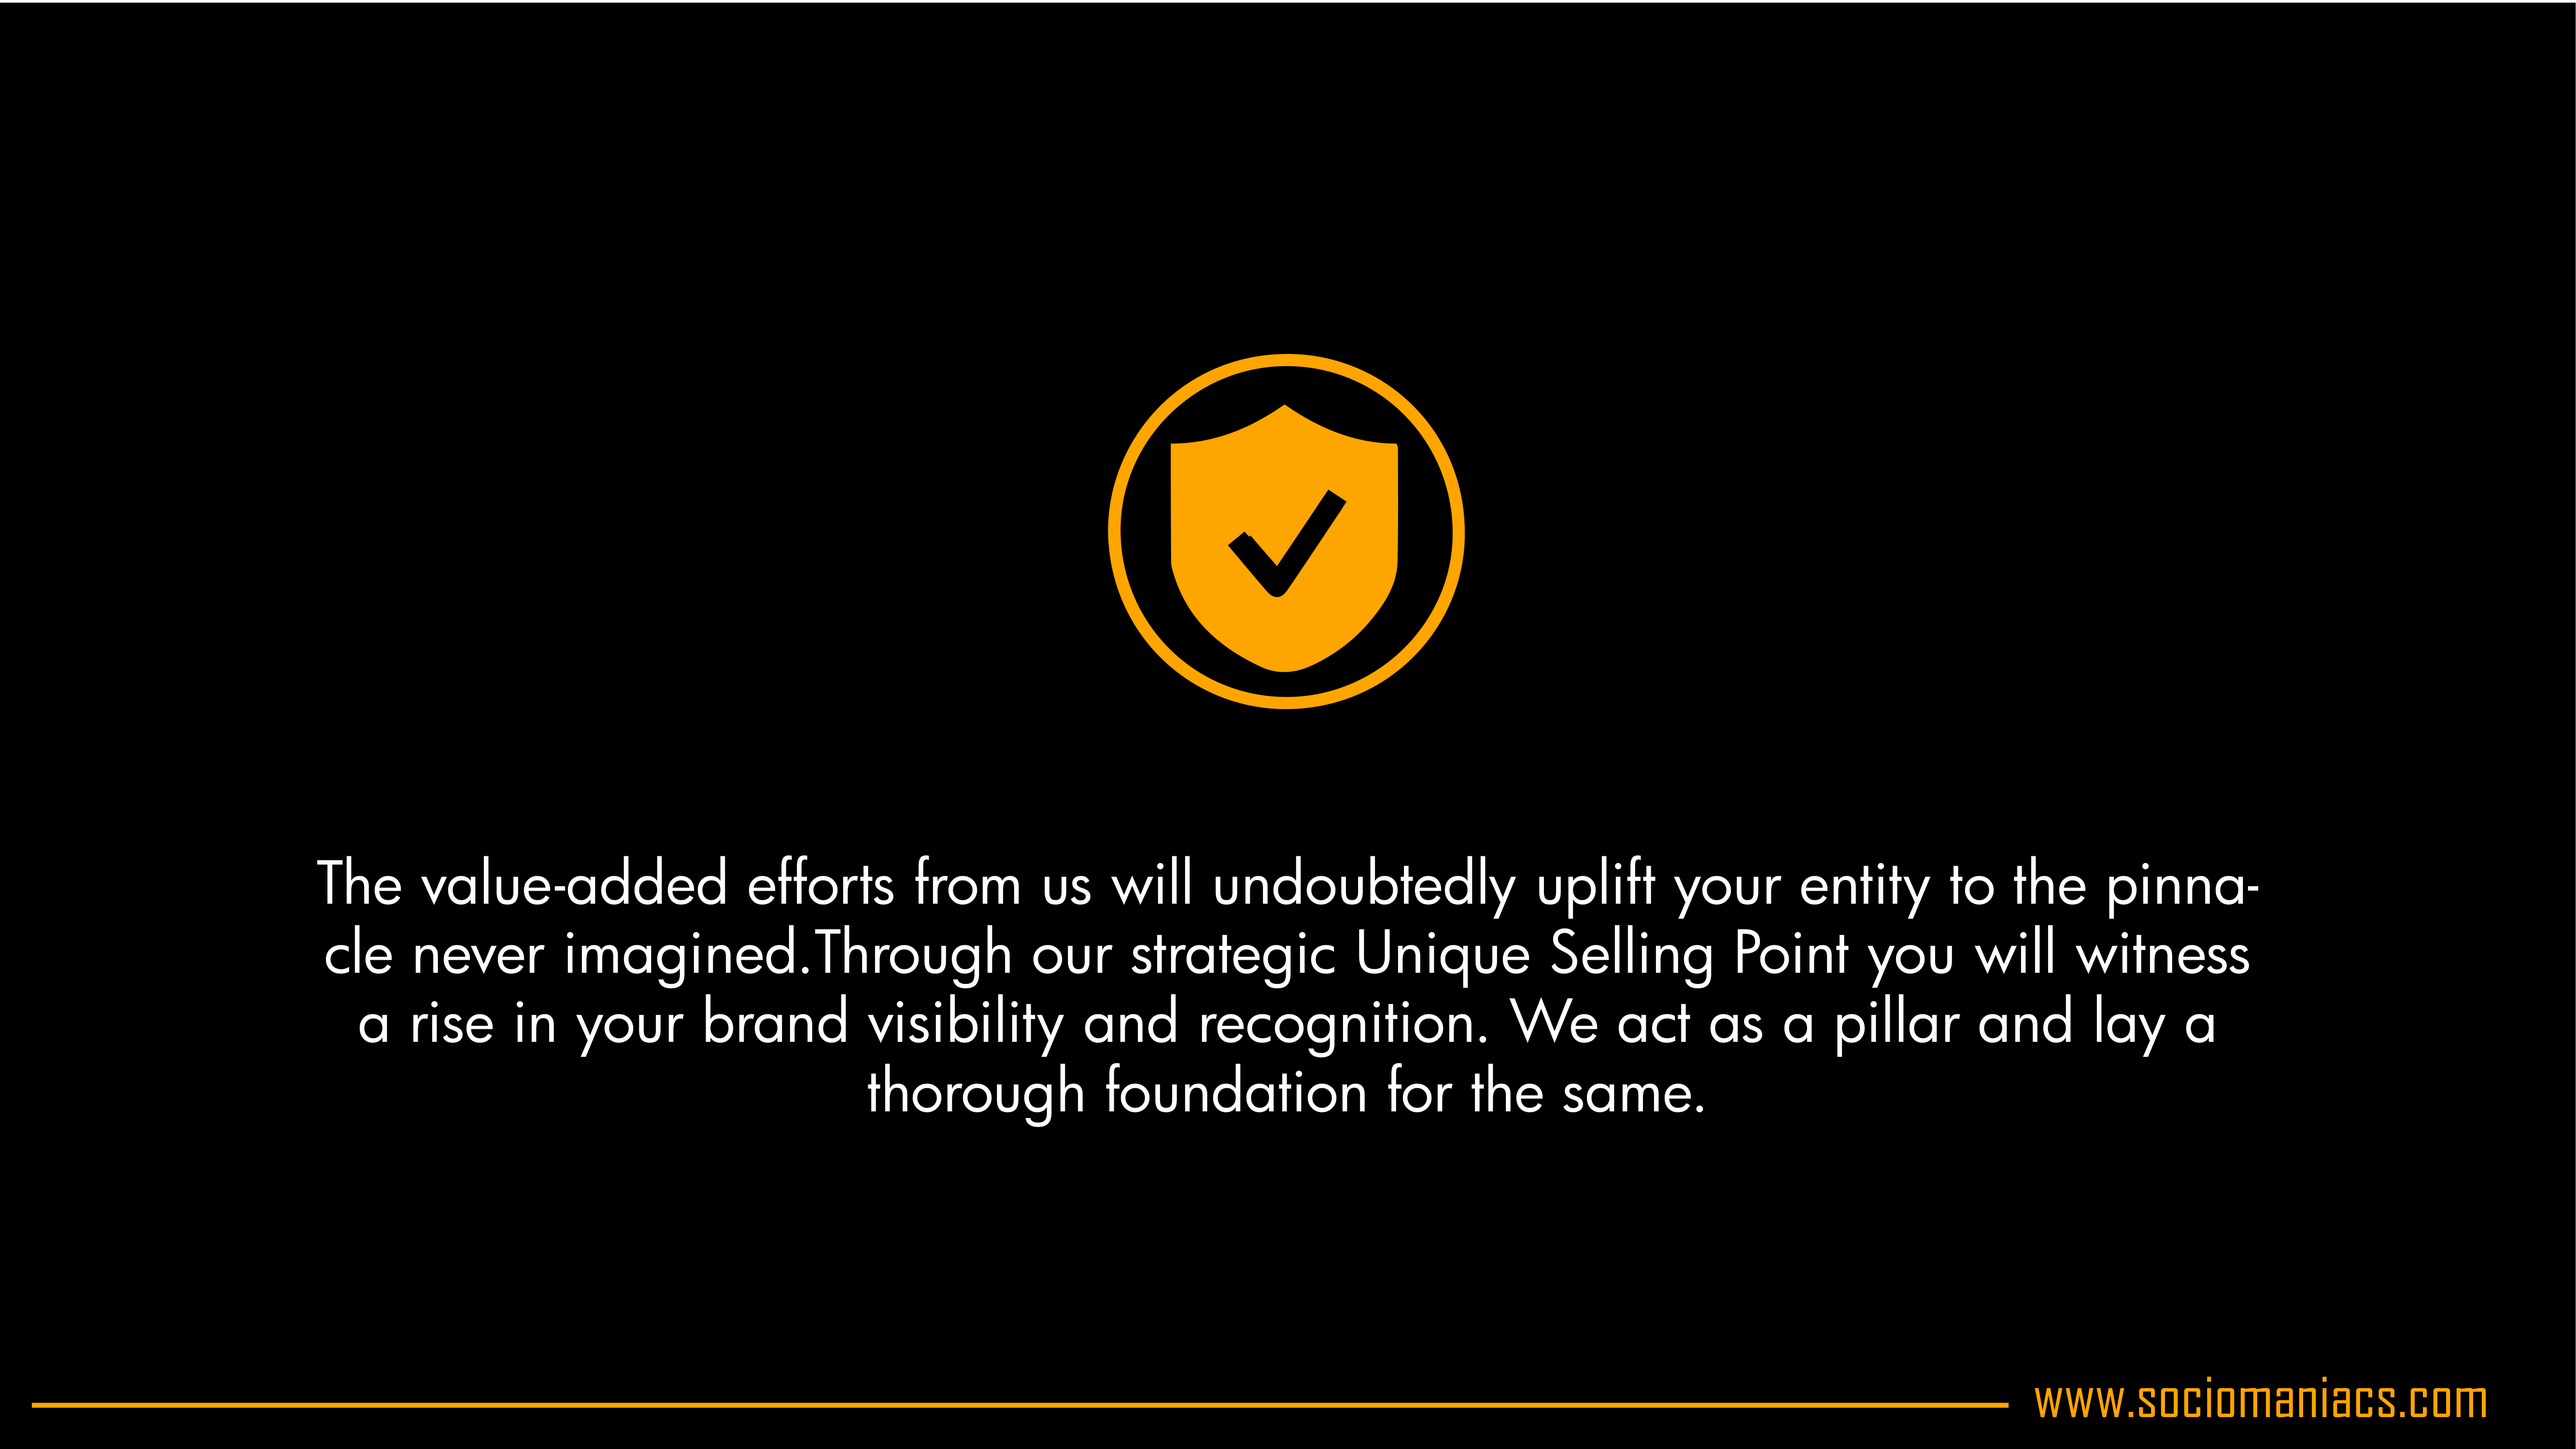 The value-added efforts from us will undoubtedly uplift your entity to the pinna-
cle never imagined.Through our strategic Unique Selling Point you will witness
a rise in your brand visibility and recognition. We act as a pillar and lay a
thorough foundation for the same.
www.sociomaniacs.com